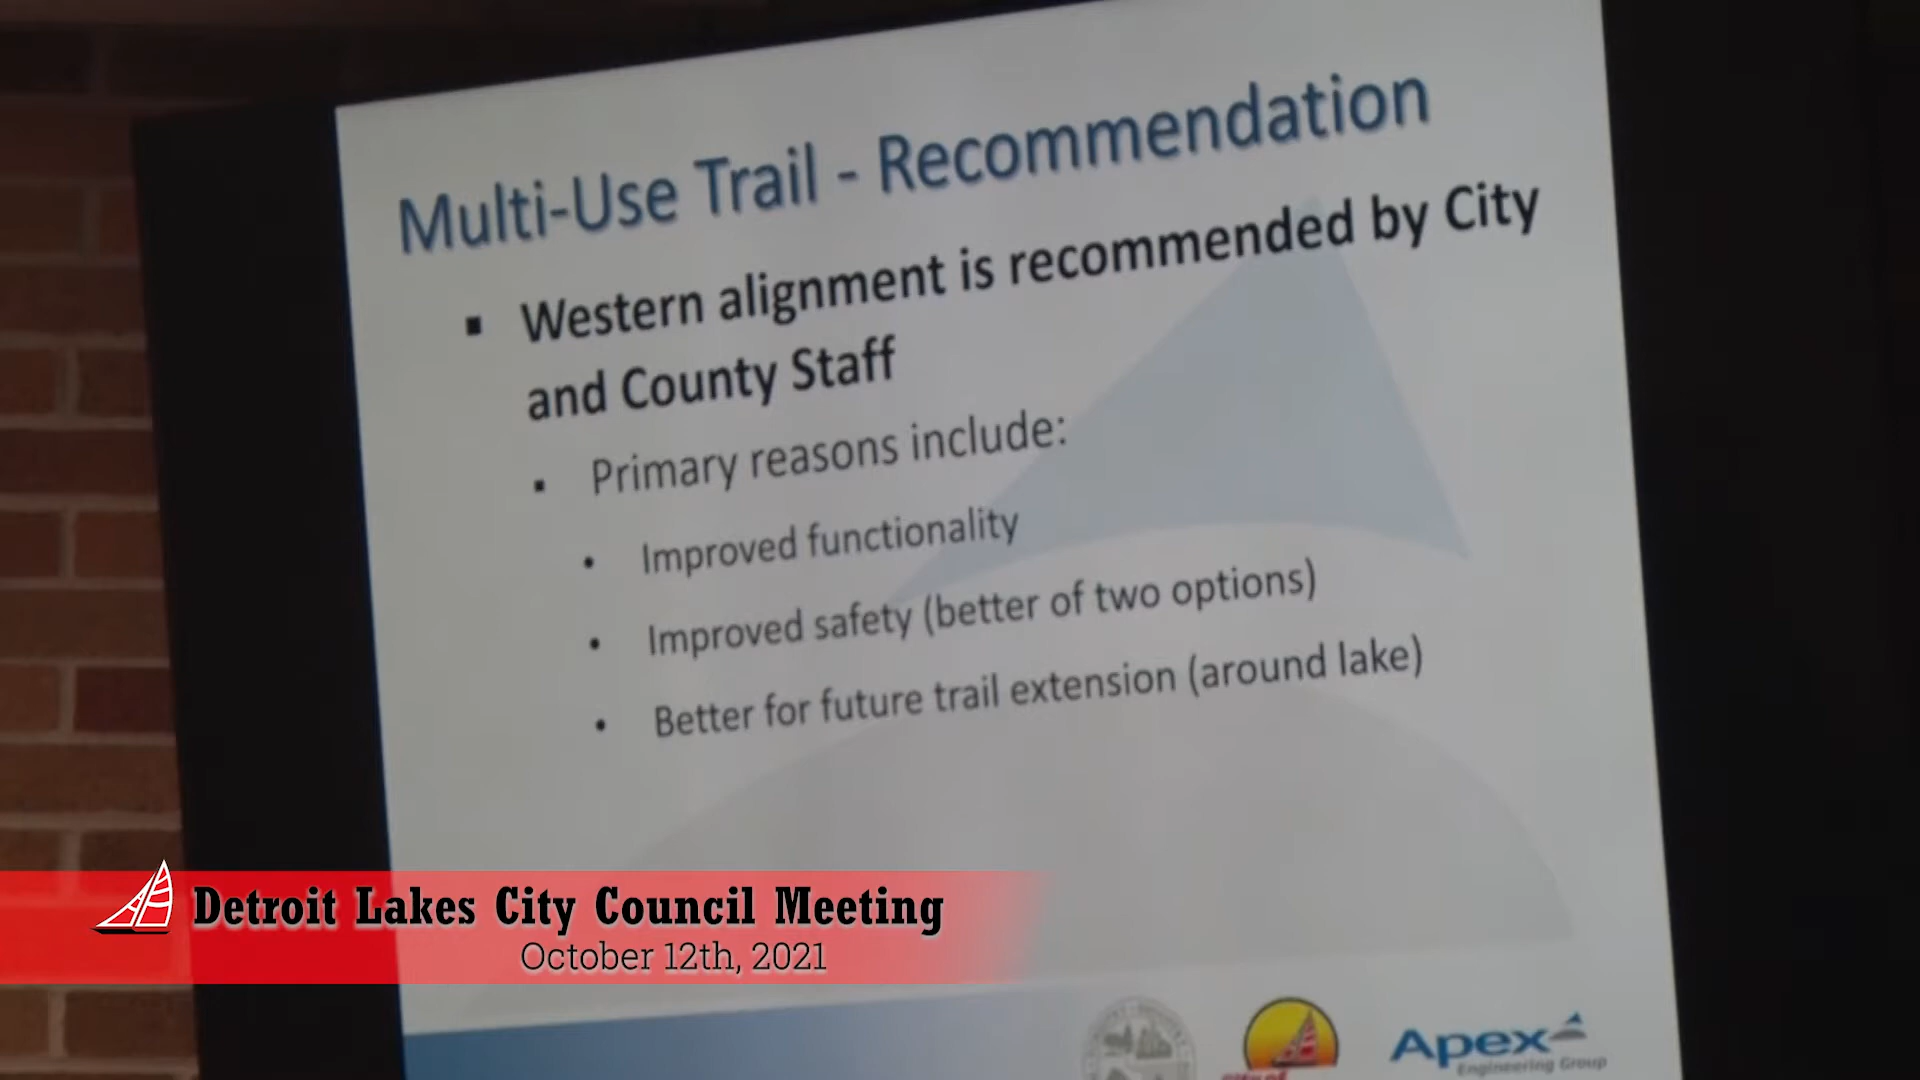 Multi-Use Trail - Recommendation
▪ Western alignment is recommended by City
and County Staff
▪ Primary reasons include:
• Improved functionality
• Improved safety (better of two options)
• Better for future trail extension (around lake)
Detroit Lakes City Council Meeting
October 12th, 2021
City of
Apex
Engineering Group